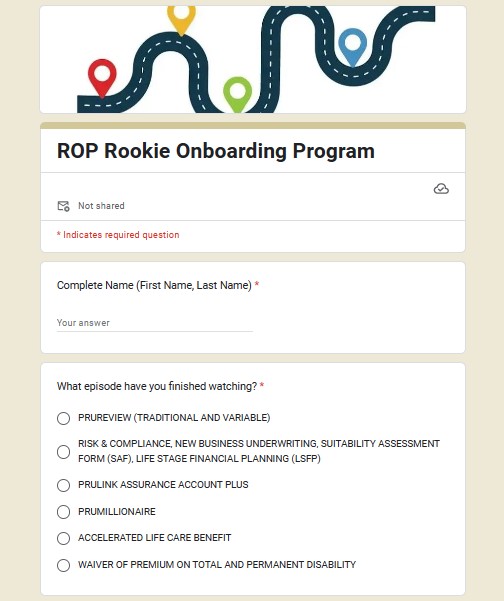 ROP Rookie Onboarding Program
Not shared
* Indicates required question
Complete Name (First Name, Last Name) *
Your answer
What episode have you finished watching? *
PRUREVIEW (TRADITIONAL AND VARIABLE)
RISK & COMPLIANCE, NEW BUSINESS UNDERWRITING, SUITABILITY ASSESSMENT
FORM (SAF), LIFE STAGE FINANCIAL PLANNING (LSFP)
PRULINK ASSURANCE ACCOUNT PLUS
PRUMILLIONAIRE
ACCELERATED LIFE CARE BENEFIT
WAIVER OF PREMIUM ON TOTAL AND PERMANENT DISABILITY